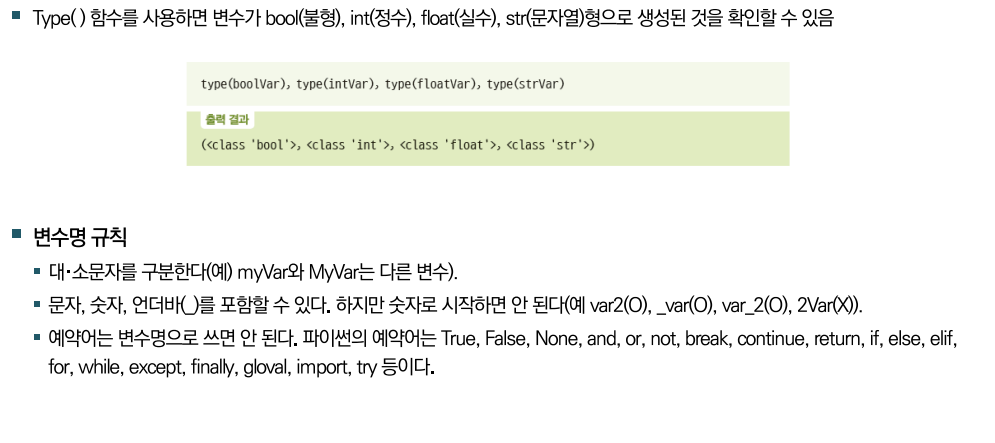 Type( ) 함수를 사용하면 변수가 bool(불형), int(정수), float(실수), str(문자열)형으로 생성된 것을 확인할 수 있음
type(boolVar), type(intVar), type(floatVar), type(strVar)
출력 결과
(<class 'bool'>, <class 'int'>, <class 'float'>, <class 'str'>)
변수명 규칙
대·소문자를 구분한다(예) myVar와 MyVar는 다른 변수).
문자, 숫자, 언더바(_)를 포함할 수 있다. 하지만 숫자로 시작하면 안 된다(예 var2(O), _var(O), var_2(O), 2Var(X)).
예약어는 변수명으로 쓰면 안 된다. 파이썬의 예약어는 True, False, None, and, or, not, break, continue, return, if, else, elif,
for, while, except, finally, gloval, import, try 등이다.